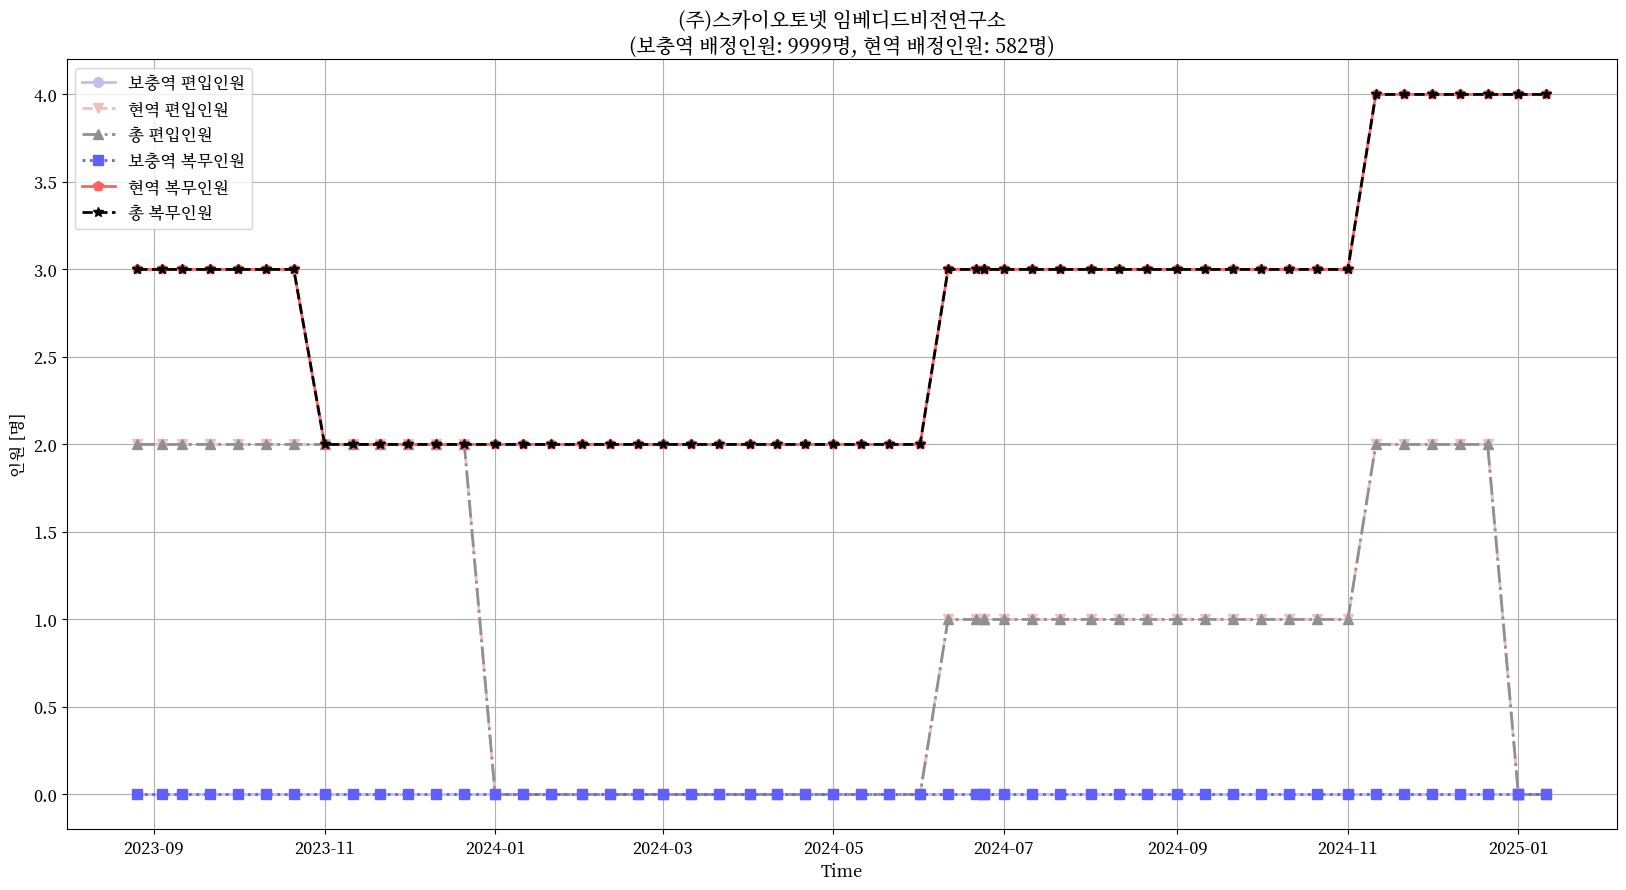 (주)스카이오토넷 임베디드비전연구소
(보충역 배정인원: 9999명, 현역 배정인원: 582명)
보충역 편입인원
현역 편입인원
총 편입인원
보충역 복무인원
현역 복무인원
총 복무인원
인원 [명]
4.0
3.5
3.0
2.5
2.0
1.5
1.0
0.5
0.0
2023-09 2023-11 2024-01 2024-03 2024-05 2024-07 2024-09 2024-11 2025-01
Time